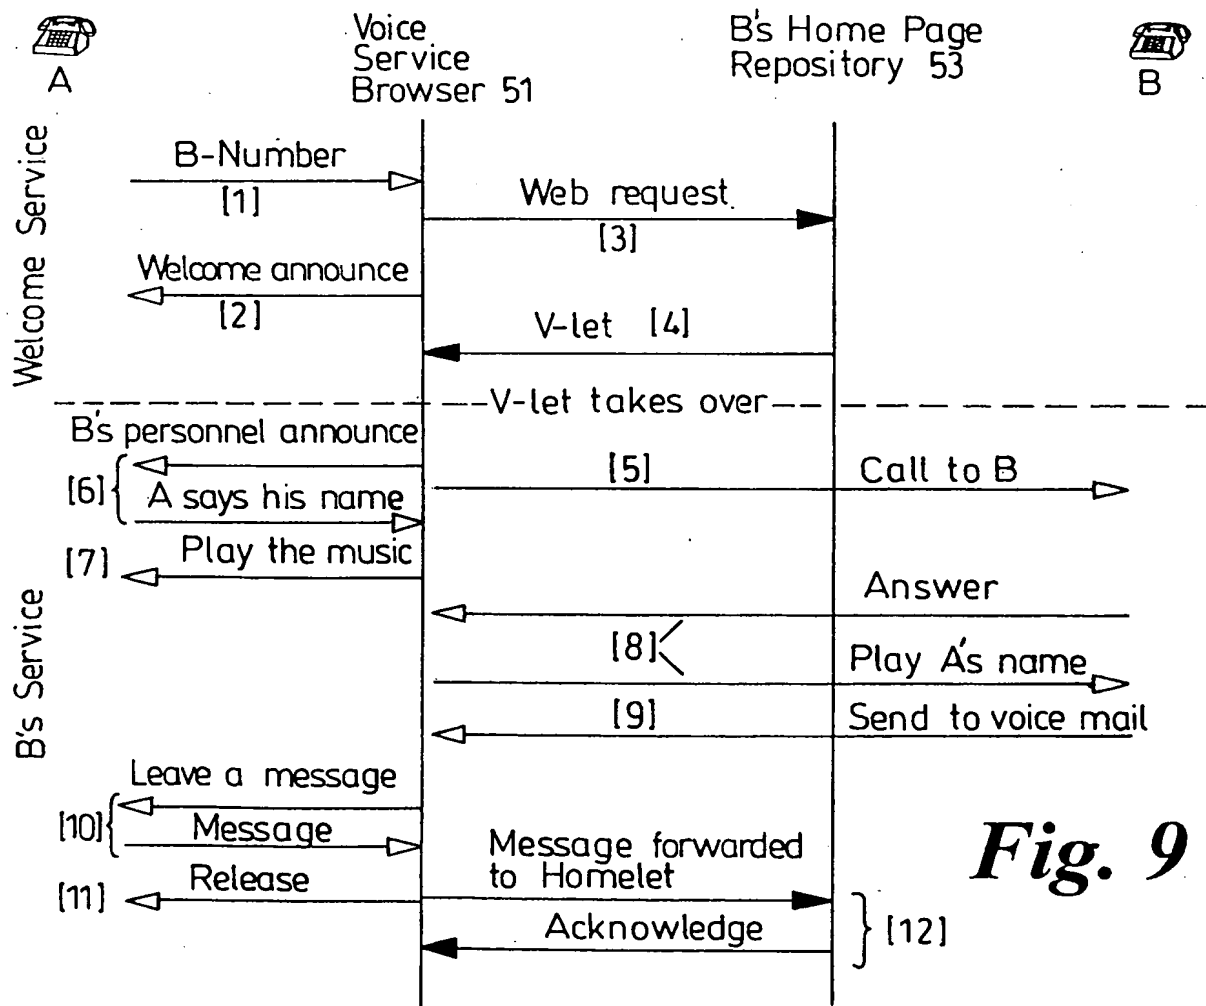 A
Voice
Service
Browser 51
B's Home Page
Repository 53
B
Welcome Service
B-Number
[1]
Web request
[3]
Welcome announce
[2]
V-let [4]
V-let takes over
B's Service
B's personnel announce
[5]
Call to B
[6]
A says his name
[7]
Play the music
Answer
[8]
Play A's name
[9]
Send to voice mail
Leave a message
[10]
Message
Message forwarded
to Homelet
[11]
Release
Acknowledge
[12]
Fig. 9